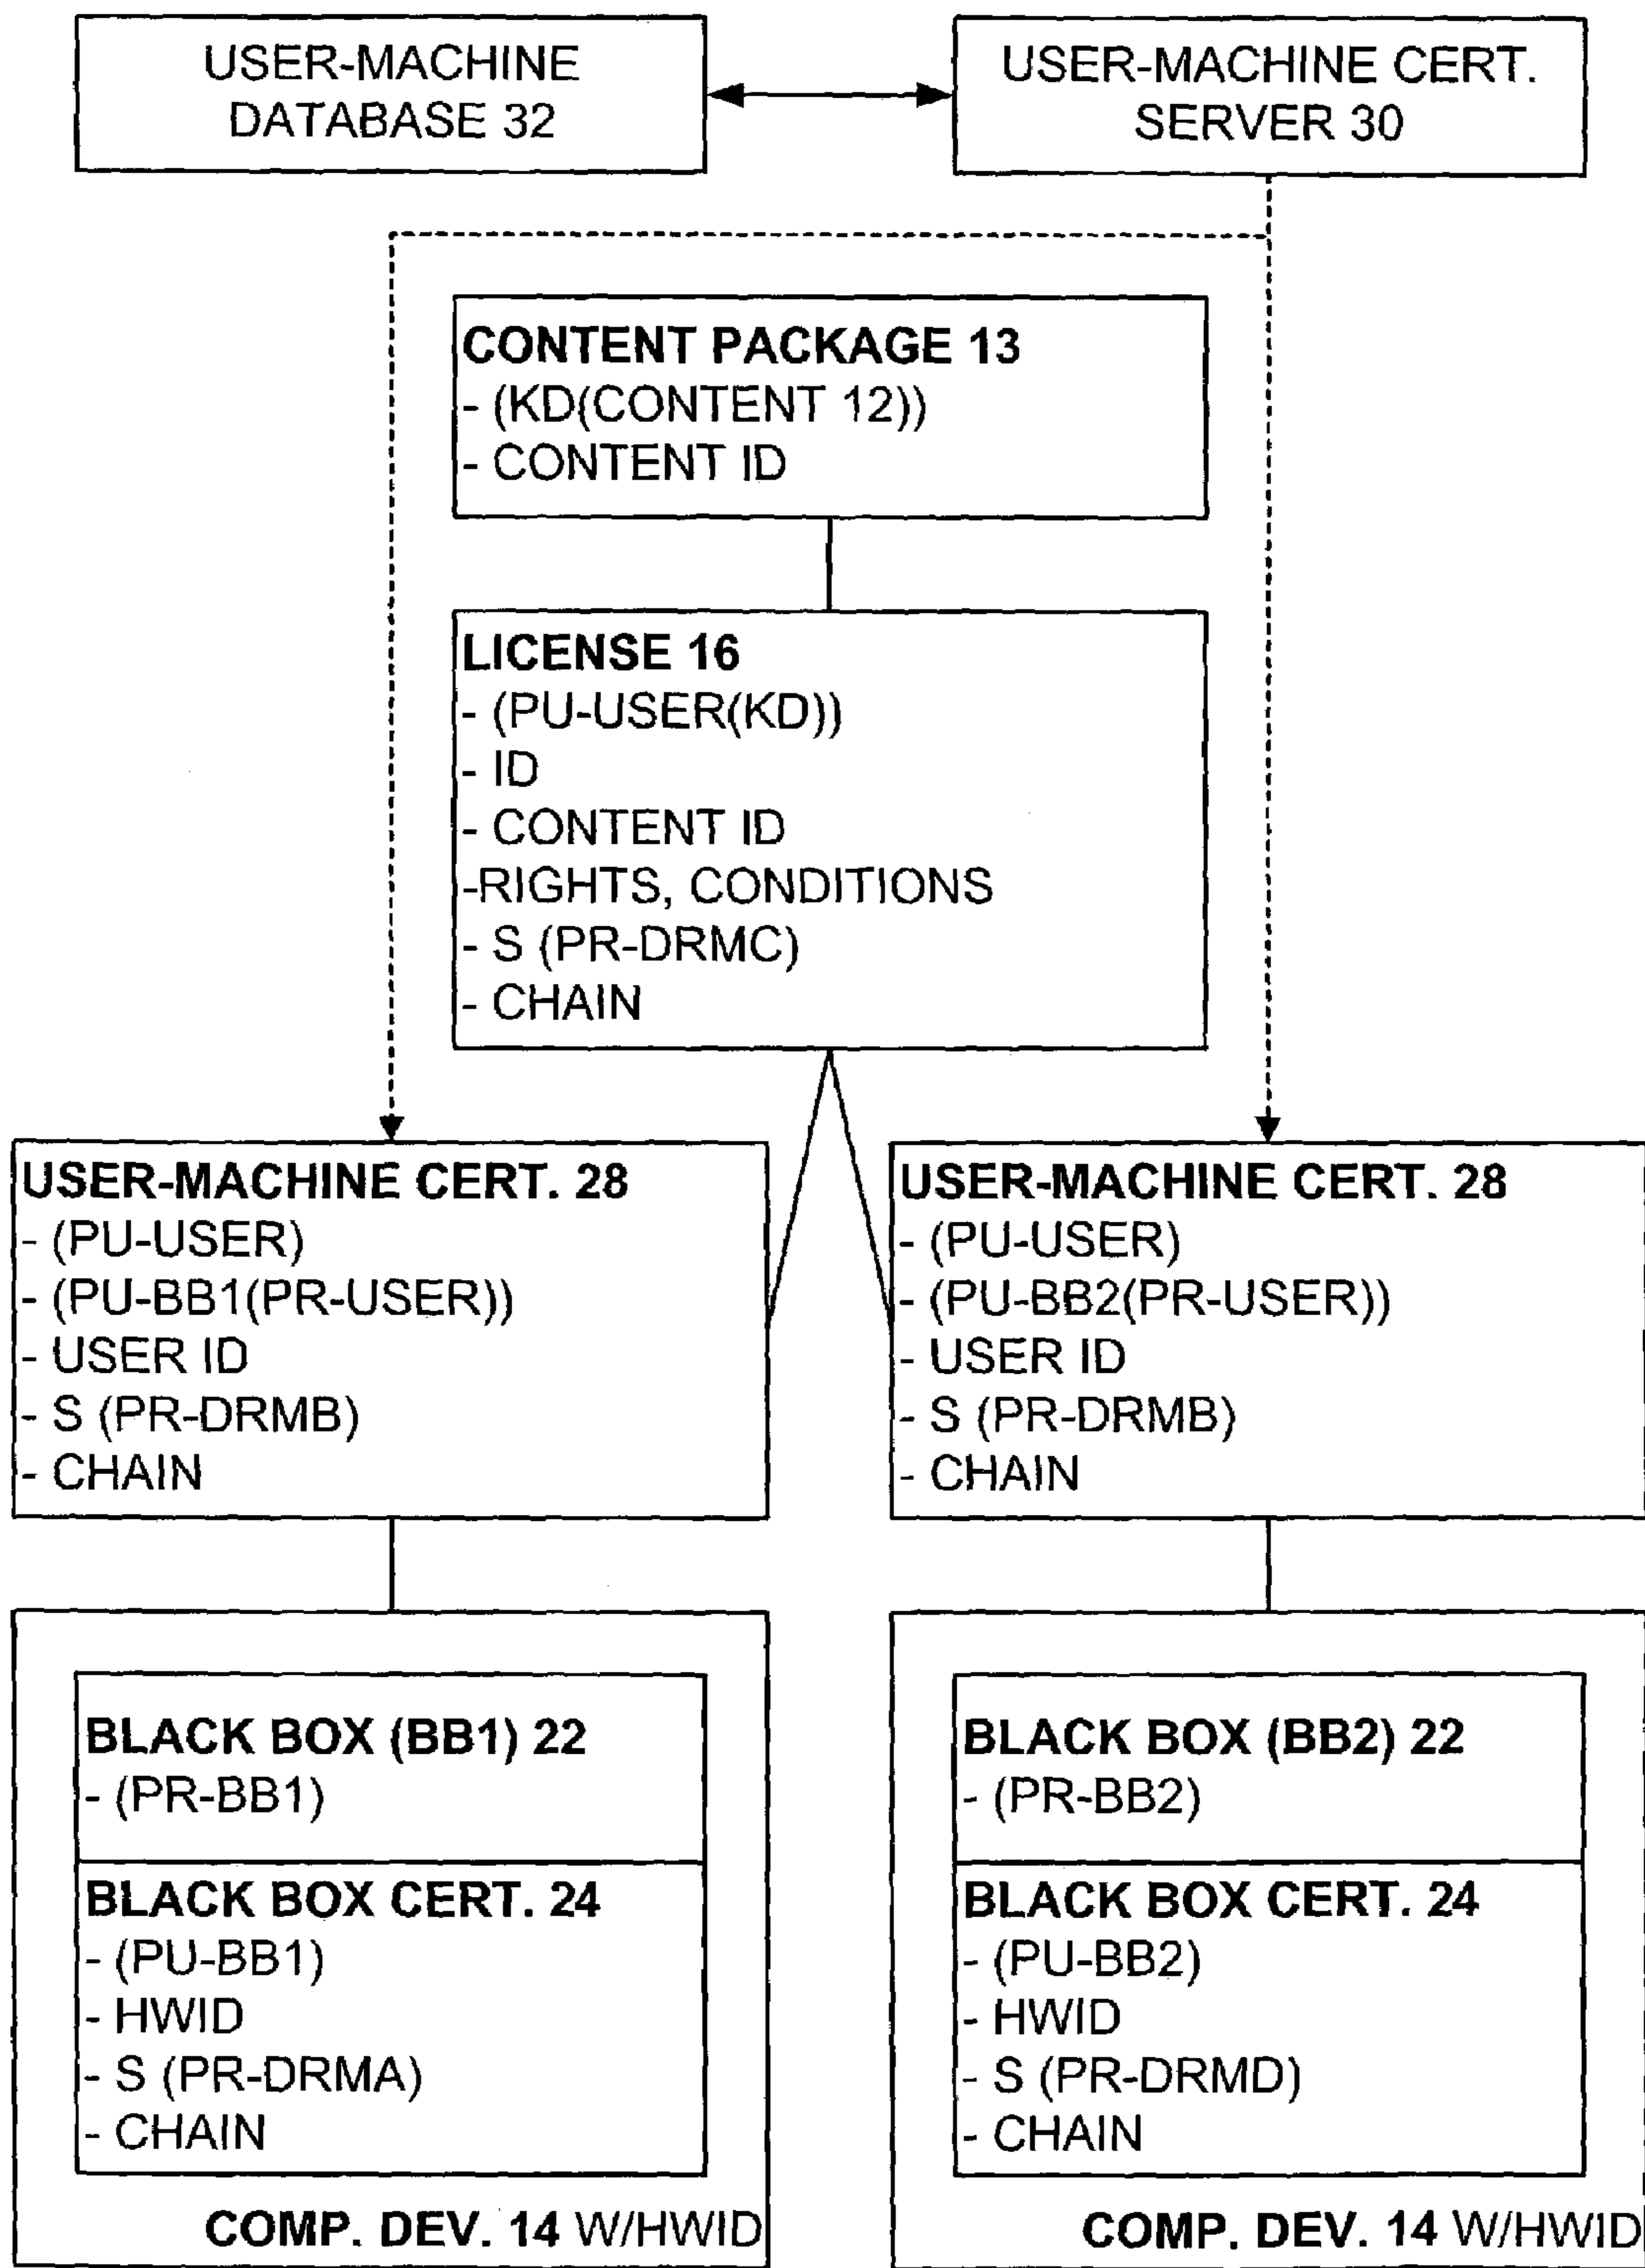 USER-MACHINE
DATABASE 32
USER-MACHINE CERT.
SERVER 30
CONTENT PACKAGE 13
- (KD(CONTENT 12))
- CONTENT ID
LICENSE 16
- (PU-USER(KD))
- ID
- CONTENT ID
-RIGHTS, CONDITIONS
- S (PR-DRMC)
- CHAIN
USER-MACHINE CERT. 28
- (PU-USER)
- (PU-BB1(PR-USER))
- USER ID
- S (PR-DRMB)
- CHAIN
USER-MACHINE CERT. 28
- (PU-USER)
- (PU-BB2(PR-USER))
- USER ID
- S (PR-DRMB)
- CHAIN
BLACK BOX (BB1) 22
- (PR-BB1)
BLACK BOX CERT. 24
- (PU-BB1)
- HWID
- S (PR-DRMA)
- CHAIN
COMP. DEV. 14 W/HWID
BLACK BOX (BB2) 22
- (PR-BB2)
BLACK BOX CERT. 24
- (PU-BB2)
- HWID
- S (PR-DRMD)
- CHAIN
COMP. DEV. 14 W/HWID